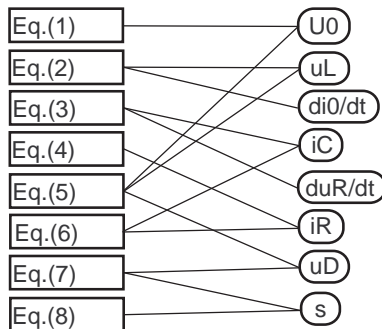 Eq.(1) U0
Eq.(2) uL
Eq.(3) di0/dt
Eq.(4) iC
Eq.(5) duR/dt
Eq.(6) iR
Eq.(7) uD
Eq.(8) s